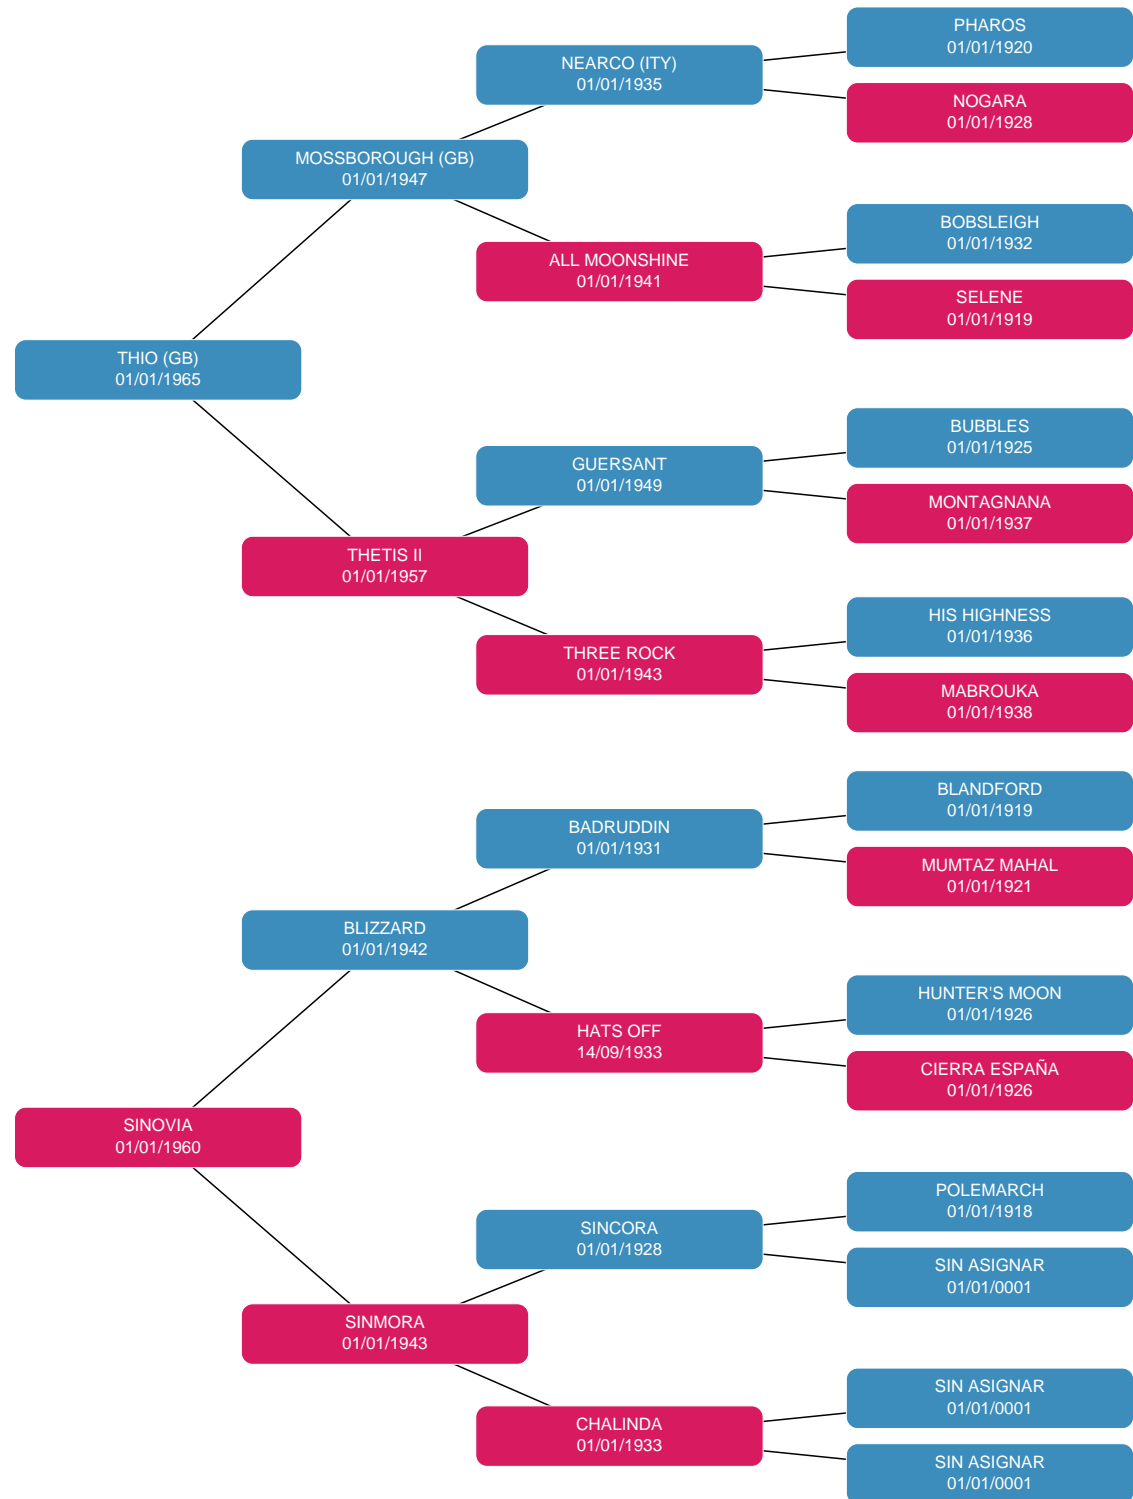 PHAROS
01/01/1920
NEARCO (ITY)
01/01/1935
NOGARA
01/01/1928
MOSSBOROUGH (GB)
01/01/1947
BOBSLEIGH
01/01/1932
ALL MOONSHINE
01/01/1941
SELENE
01/01/1919
THIO (GB)
01/01/1965
BUBBLES
01/01/1925
GUERSANT
01/01/1949
MONTAGNANA
01/01/1937
THETIS II
01/01/1957
HIS HIGHNESS
01/01/1936
THREE ROCK
01/01/1943
MABROUKA
01/01/1938
BLANDFORD
01/01/1919
BADRUDDIN
01/01/1931
MUMTAZ MAHAL
01/01/1921
BLIZZARD
01/01/1942
HUNTER'S MOON
01/01/1926
HATS OFF
14/09/1933
CIERRA ESPAÑA
01/01/1926
SINOVIA
01/01/1960
POLEMARCH
01/01/1918
SINCORA
01/01/1928
SIN ASIGNAR
01/01/0001
SINMORA
01/01/1943
SIN ASIGNAR
01/01/0001
CHALINDA
01/01/1933
SIN ASIGNAR
01/01/0001